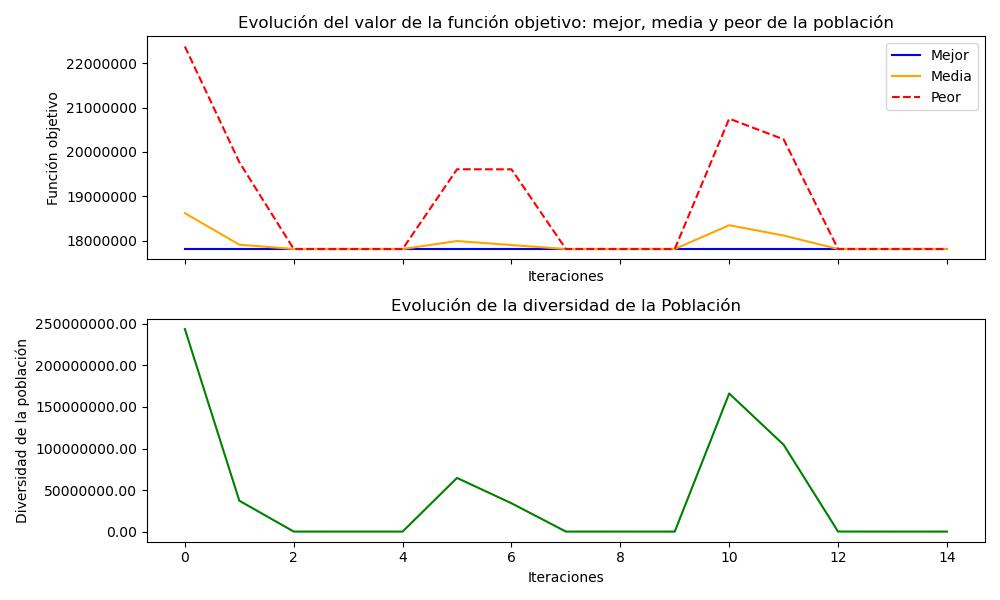 Evolución del valor de la función objetivo: mejor, media y peor de la población
Función objetivo
22000000
21000000
20000000
19000000
18000000
Mejor
Media
Peor
Iteraciones
Evolución de la diversidad de la Población
Diversidad de la población
250000000.00
200000000.00
150000000.00
100000000.00
50000000.00
0.00
0 2 4 6 8 10 12 14
Iteraciones